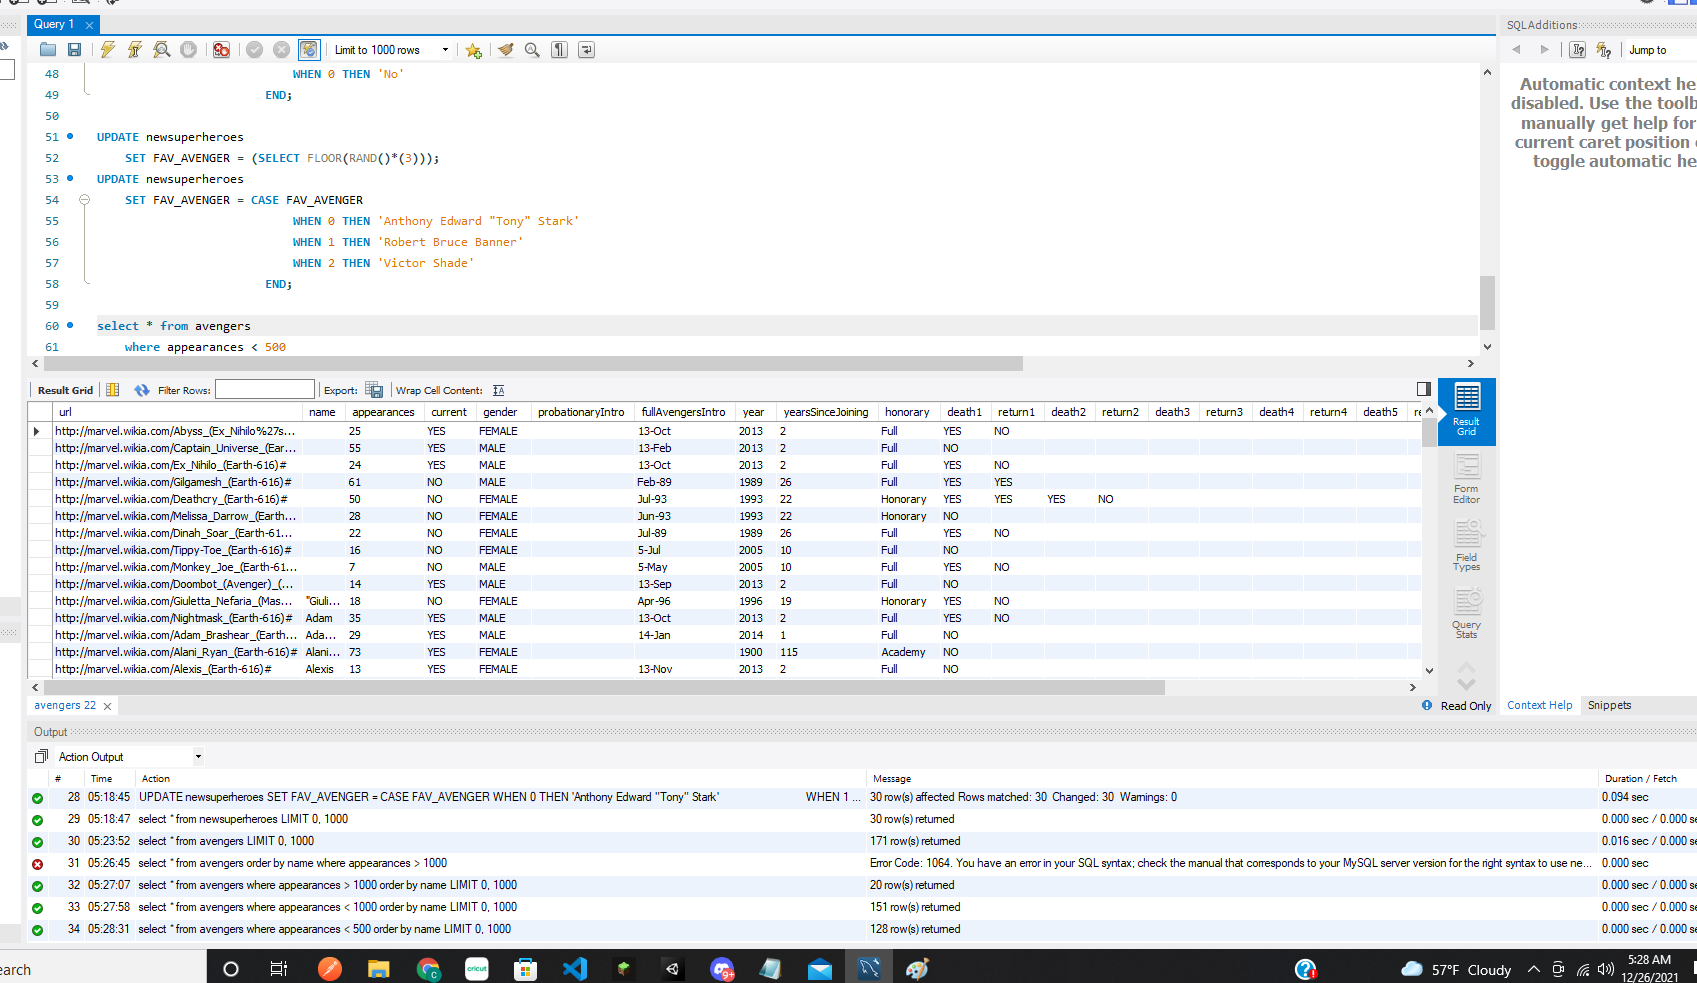 Query 1
Limit to 1000 rows
48 WHEN 0 THEN 'No'
49 END;
50
51 UPDATE newsuperheroes
52 SET FAV_AVENGER = (SELECT FLOOR(RAND()*(3)));
53 UPDATE newsuperheroes
54 SET FAV_AVENGER = CASE FAV_AVENGER
55 WHEN 0 THEN 'Anthony Edward "Tony" Stark'
56 WHEN 1 THEN 'Robert Bruce Banner'
57 WHEN 2 THEN 'Victor Shade'
58 END;
59
60 select * from avengers
61 where appearances < 500
SQLAdditions
Jump to
Automatic context he
disabled. Use the toolb
manually get help for
current caret position
toggle automatic he
Result Grid Filter Rows: Export: Wrap Cell Content:
url name appearances current gender probationaryIntro fullAvengersIntro year yearsSinceJoining honorary death1 return1 death2 return2 death3 return3 death4 return4 death5 re
http://marvel.wikia.com/Abyss_(Ex_Nihilo%27s... 25 YES FEMALE 13-Oct 2013 2 Full YES NO
http://marvel.wikia.com/Captain_Universe_(Ear... 55 YES MALE 13-Feb 2013 2 Full NO
http://marvel.wikia.com/Ex_Nihilo_(Earth-616)# 24 YES MALE 13-Oct 2013 2 Full YES NO
http://marvel.wikia.com/Gilgamesh_(Earth-616)# 61 NO MALE Feb-89 1989 26 Full YES YES
http://marvel.wikia.com/Deathcry_(Earth-616)# 50 NO FEMALE Jul-93 1993 22 Honorary YES YES YES NO
http://marvel.wikia.com/Melissa_Darrow_(Earth... 28 NO FEMALE Jun-93 1993 22 Honorary NO
http://marvel.wikia.com/Dinah_Soar_(Earth-61... 22 NO FEMALE Jul-89 1989 26 Full YES NO
http://marvel.wikia.com/Tippy-Toe_(Earth-616)# 16 NO FEMALE 5-Jul 2005 10 Full NO
http://marvel.wikia.com/Monkey_Joe_(Earth-61... 7 NO MALE 5-May 2005 10 Full YES NO
http://marvel.wikia.com/Doombot_(Avenger)_(... 14 YES MALE 13-Sep 2013 2 Full NO
http://marvel.wikia.com/Giuletta_Nefaria_(Mas... "Giuli... 18 NO FEMALE Apr-96 1996 19 Honorary YES NO
http://marvel.wikia.com/Nightmask_(Earth-616)# Adam 35 YES MALE 13-Oct 2013 2 Full YES NO
http://marvel.wikia.com/Adam_Brashear_(Earth... Ada... 29 YES MALE 14-Jan 2014 1 Full NO
http://marvel.wikia.com/Alani_Ryan_(Earth-616)# Alani... 73 YES FEMALE 1900 115 Academy NO
http://marvel.wikia.com/Alexis_(Earth-616)# Alexis 13 YES FEMALE 13-Nov 2013 2 Full NO
Result
Grid
Form
Editor
Field
Types
Query
Stats
avengers 22
Read Only
Context Help Snippets
Output
Action Output
# Time Action Message Duration / Fetch
28 05:18:45 UPDATE newsuperheroes SET FAV_AVENGER = CASE FAV_AVENGER WHEN 0 THEN 'Anthony Edward "Tony" Stark' WHEN 1 ... 30 row(s) affected Rows matched: 30 Changed: 30 Warnings: 0 0.094 sec
29 05:18:47 select * from newsuperheroes LIMIT 0, 1000 30 row(s) returned 0.000 sec / 0.000 se
30 05:23:52 select * from avengers LIMIT 0, 1000 171 row(s) returned 0.016 sec / 0.000 se
31 05:26:45 select * from avengers order by name where appearances > 1000 Error Code: 1064. You have an error in your SQL syntax; check the manual that corresponds to your MySQL server version for the right syntax to use ne... 0.000 sec
32 05:27:07 select * from avengers where appearances > 1000 order by name LIMIT 0, 1000 20 row(s) returned 0.000 sec / 0.000 se
33 05:27:58 select * from avengers where appearances < 1000 order by name LIMIT 0, 1000 151 row(s) returned 0.000 sec / 0.000 se
34 05:28:31 select * from avengers where appearances < 500 order by name LIMIT 0, 1000 128 row(s) returned 0.000 sec / 0.000 se
earch
cricut
9+
57°F Cloudy
5:28 AM
12/26/2021